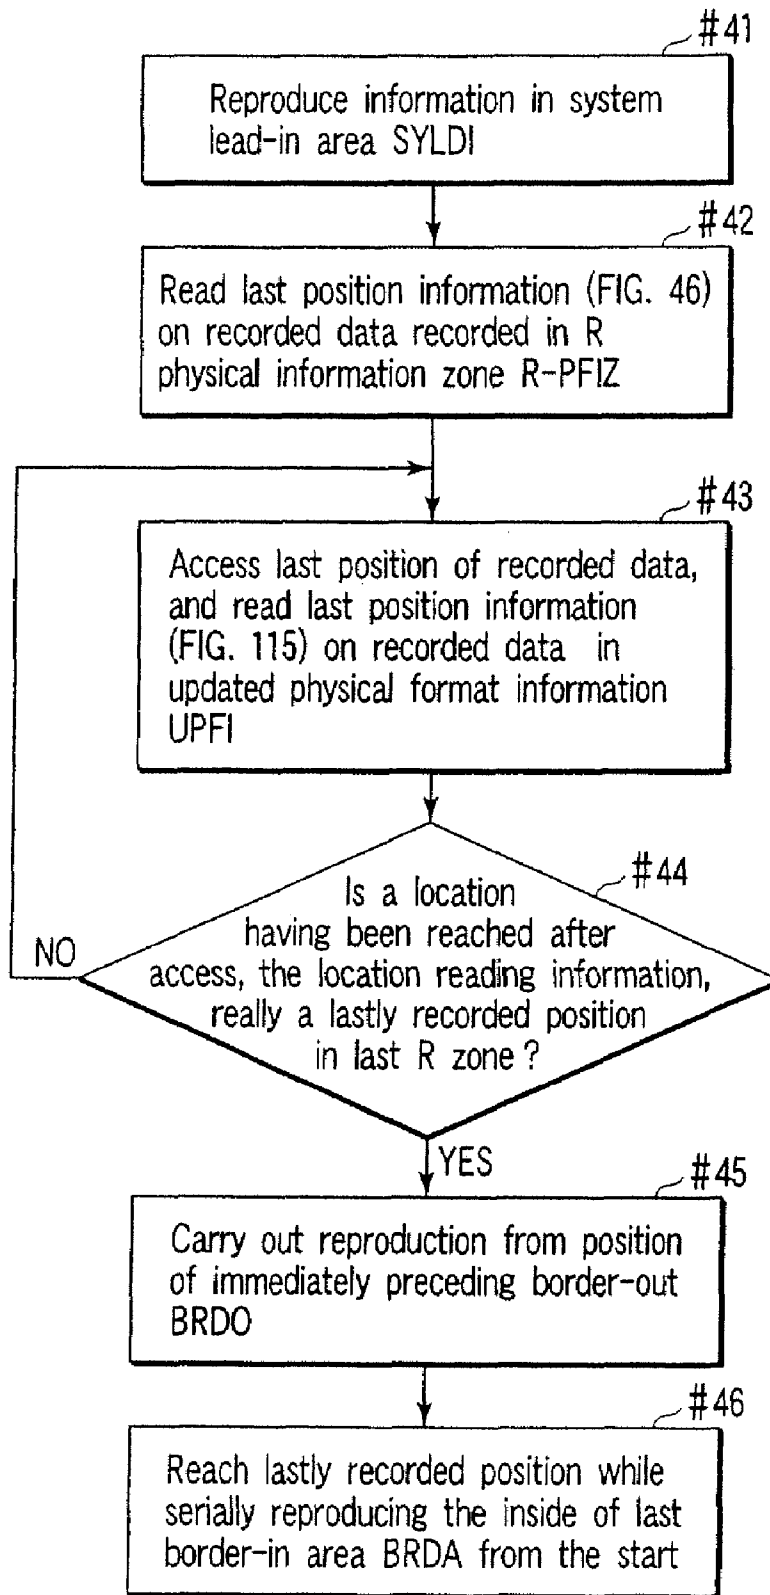 #41
Reproduce information in system
lead-in area SYLDI
#42
Read last position information (FIG. 46)
on recorded data recorded in R
physical information zone R-PFIZ
#43
Access last position of recorded data,
and read last position information
(FIG. 115) on recorded data in
updated physical format information
UPFI
#44
Is a location
having been reached after
access, the location reading information,
really a lastly recorded position
in last R zone?
NO
YES
#45
Carry out reproduction from position
of immediately preceding border-out
BRDO
#46
Reach lastly recorded position while
serially reproducing the inside of last
border-in area BRDA from the start